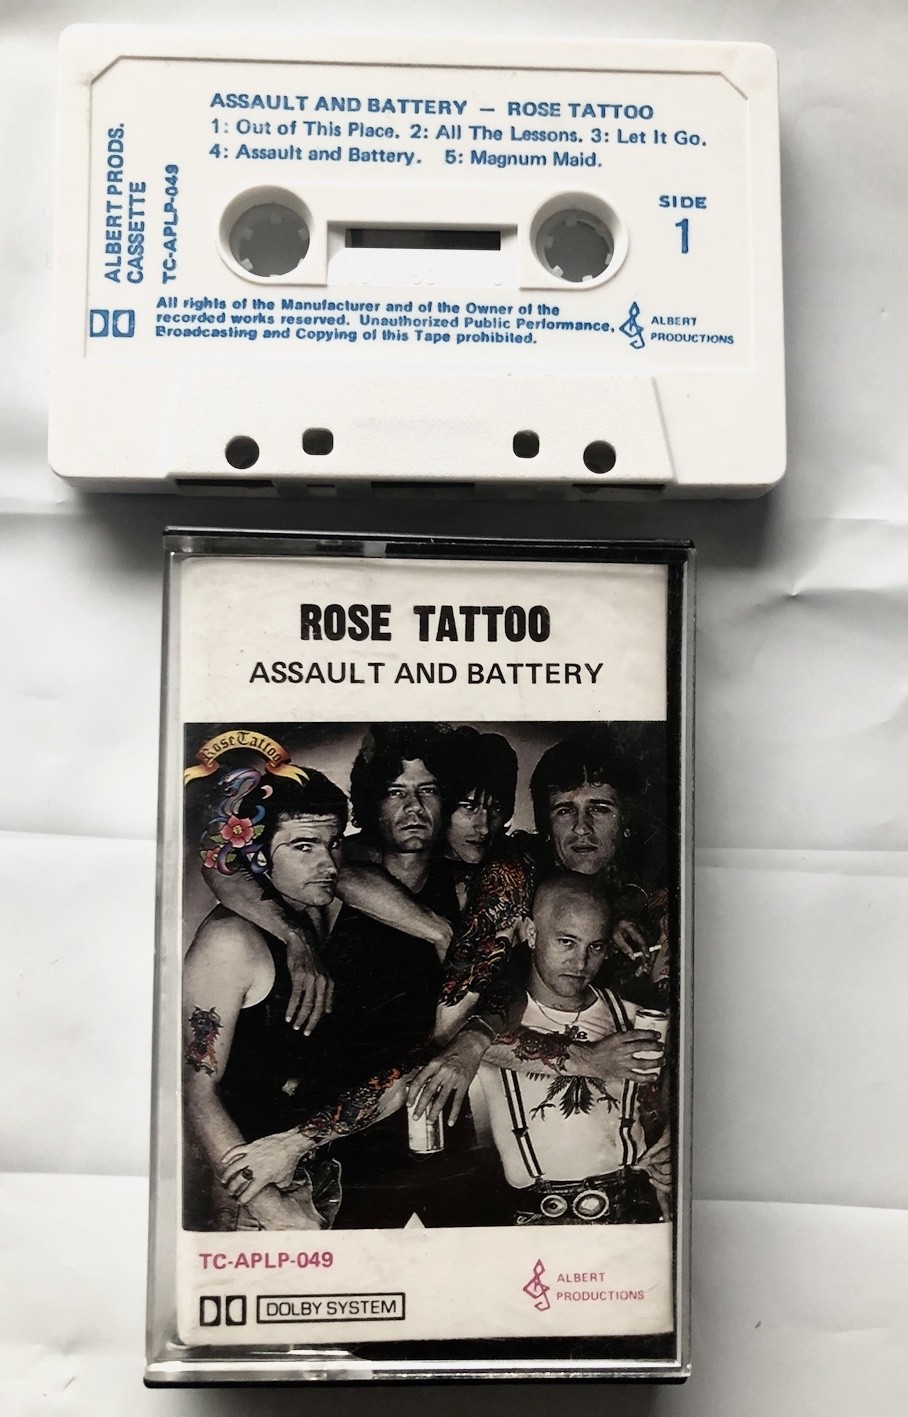 ASSAULT AND BATTERY — ROSE TATTOO
1: Out of This Place. 2: All The Lessons. 3: Let It Go.
4: Assault and Battery. 5: Magnum Maid.
ALBERT PRODS.
CASSETTE
TC-APLP-049
SIDE
1
All rights of the Manufacturer and of the Owner of the
recorded works reserved. Unauthorized Public Performance,
Broadcasting and Copying of this Tape prohibited.
ALBERT
PRODUCTIONS
ROSE TATTOO
ASSAULT AND BATTERY
Rose Tattoo
TC-APLP-049
DOLBY SYSTEM
ALBERT
PRODUCTIONS